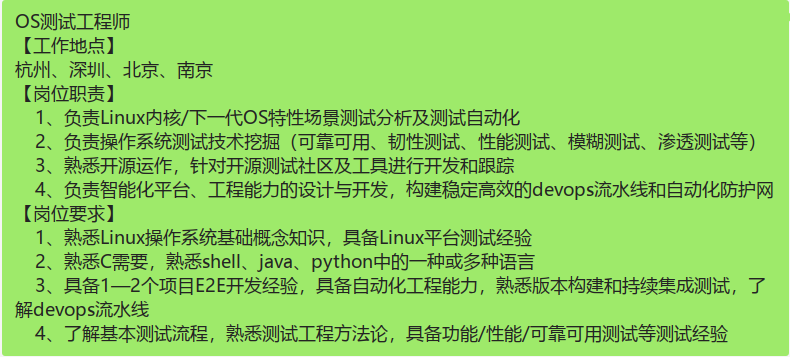 OS测试工程师
【工作地点】
杭州、深圳、北京、南京
【岗位职责】
1、负责Linux内核/下一代OS特性场景测试分析及测试自动化
2、负责操作系统测试技术挖掘（可靠可用、韧性测试、性能测试、模糊测试、渗透测试等）
3、熟悉开源运作，针对开源测试社区及工具进行开发和跟踪
4、负责智能化平台、工程能力的设计与开发，构建稳定高效的devops流水线和自动化防护网
【岗位要求】
1、熟悉Linux操作系统基础概念知识，具备Linux平台测试经验
2、熟悉C需要，熟悉shell、java、python中的一种或多种语言
3、具备1—2个项目E2E开发经验，具备自动化工程能力，熟悉版本构建和持续集成测试，了
解devops流水线
4、了解基本测试流程，熟悉测试工程方法论，具备功能/性能/可靠可用测试等测试经验